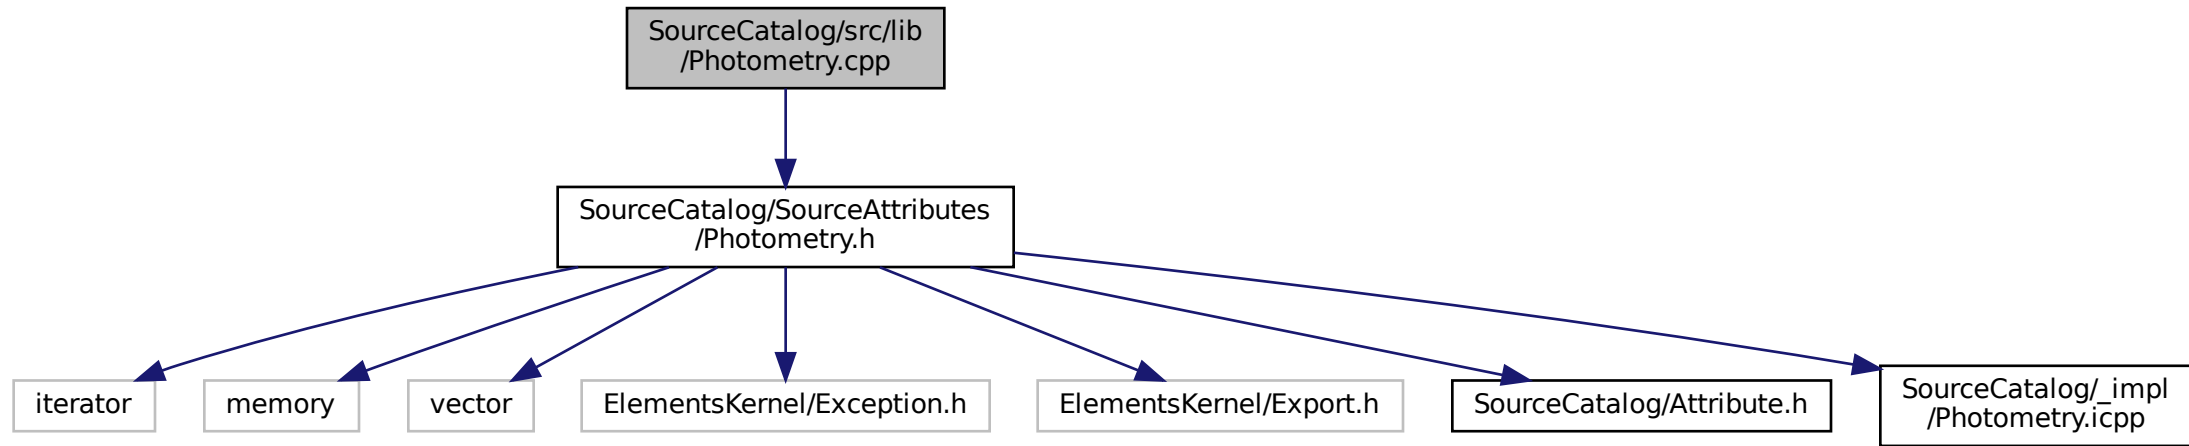 SourceCatalog/src/lib
/Photometry.cpp
SourceCatalog/SourceAttributes
/Photometry.h
iterator
memory
vector
ElementsKernel/Exception.h
ElementsKernel/Export.h
SourceCatalog/Attribute.h
SourceCatalog/_impl
/Photometry.icpp